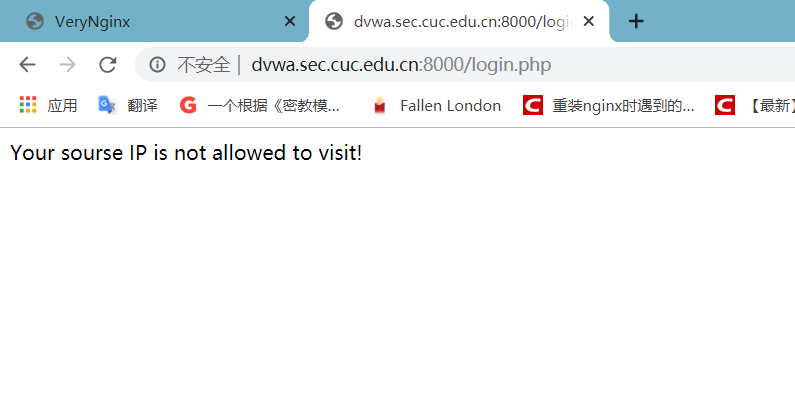 VeryNginx
dvwa.sec.cuc.edu.cn:8000/login
不安全 | dvwa.sec.cuc.edu.cn:8000/login.php
应用 翻译 一个根据《密教模... Fallen London 重装nginx时遇到的... 【最新】
Your sourse IP is not allowed to visit!